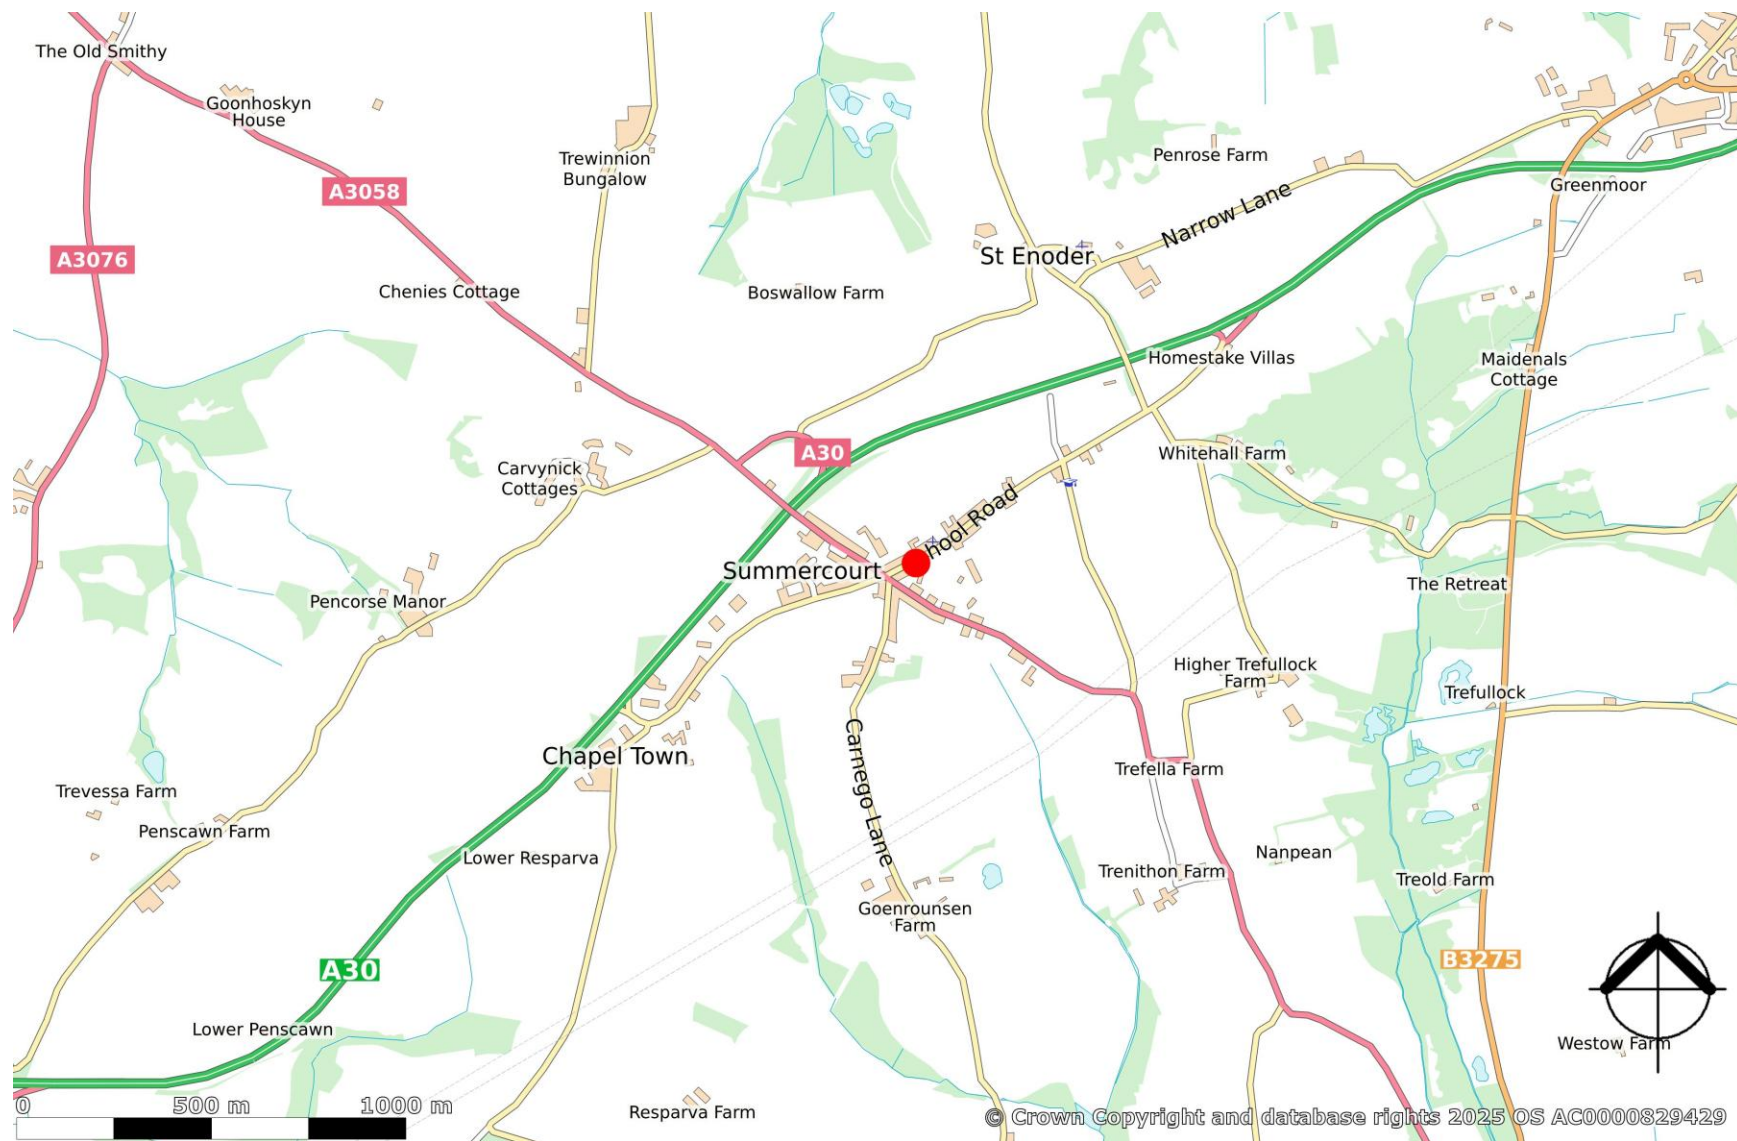 The Old Smithy
Goonhoskyn
House
A3058
A3076
Trewinnion
Bungalow
Chenies Cottage
Boswallow Farm
St Enoder
Narrow Lane
Penrose Farm
Greenmoor
Homestake Villas
Maidenals
Cottage
A30
Carvynick
Cottages
Whitehall Farm
hool Road
Summercourt
Pencorse Manor
The Retreat
Higher Trefullock
Farm
Trefullock
Chapel Town
Carnego Lane
Trefella Farm
Trevessa Farm
Penscawn Farm
Lower Resparva
Nanpean
Trenithon Farm
Treold Farm
Goenrounsen
Farm
A30
B3275
Lower Penscawn
Westow Farm
Resparva Farm
0 500 m 1000 m
© Crown Copyright and database rights 2025 OS AC0000829429